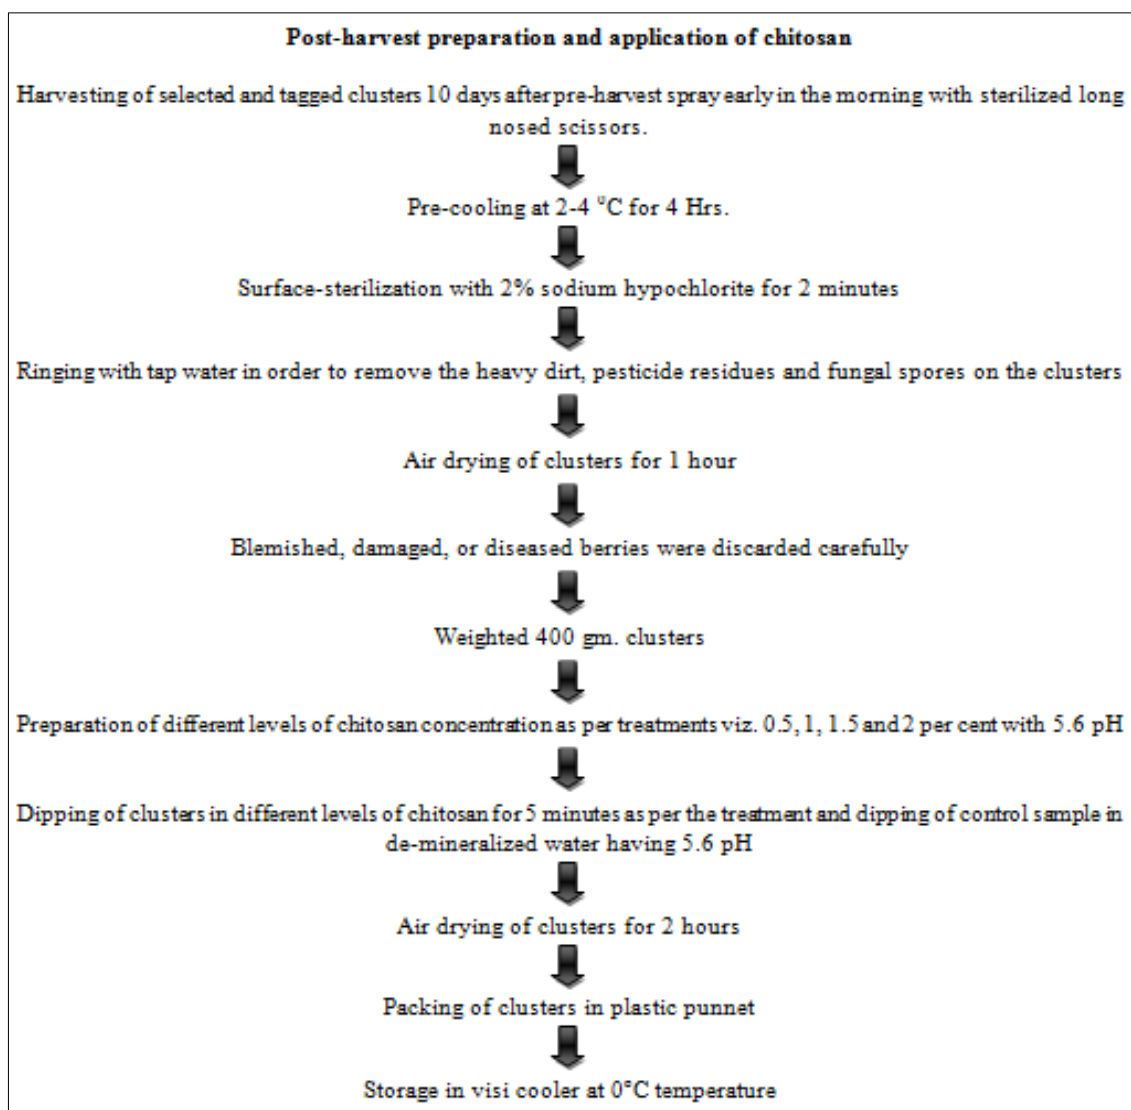 Post-harvest preparation and application of chitosan
Harvesting of selected and tagged clusters 10 days after pre-harvest spray early in the morning with sterilized long
nosed scissors.
Pre-cooling at 2-4 °C for 4 Hrs.
Surface-sterilization with 2% sodium hypochlorite for 2 minutes
Ringing with tap water in order to remove the heavy dirt, pesticide residues and fungal spores on the clusters
Air drying of clusters for 1 hour
Blemished, damaged, or diseased berries were discarded carefully
Weighted 400 gm. clusters
Preparation of different levels of chitosan concentration as per treatments viz. 0.5, 1, 1.5 and 2 per cent with 5.6 pH
Dipping of clusters in different levels of chitosan for 5 minutes as per the treatment and dipping of control sample in
de-mineralized water having 5.6 pH
Air drying of clusters for 2 hours
Packing of clusters in plastic punnet
Storage in visi cooler at 0°C temperature